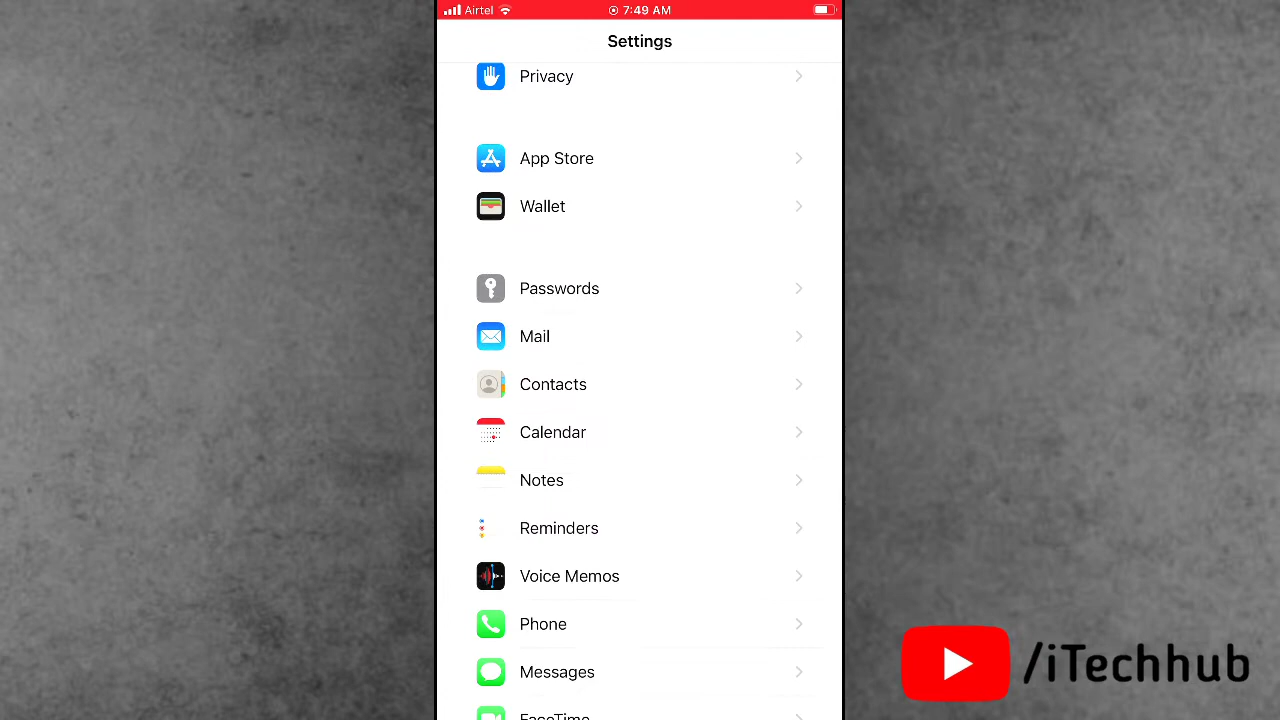 Airtel 7:49 AM
Settings
Privacy
App Store
Wallet
Passwords
Mail
Contacts
Calendar
Notes
Reminders
Voice Memos
Phone
Messages
FaceTime
/iTechhub